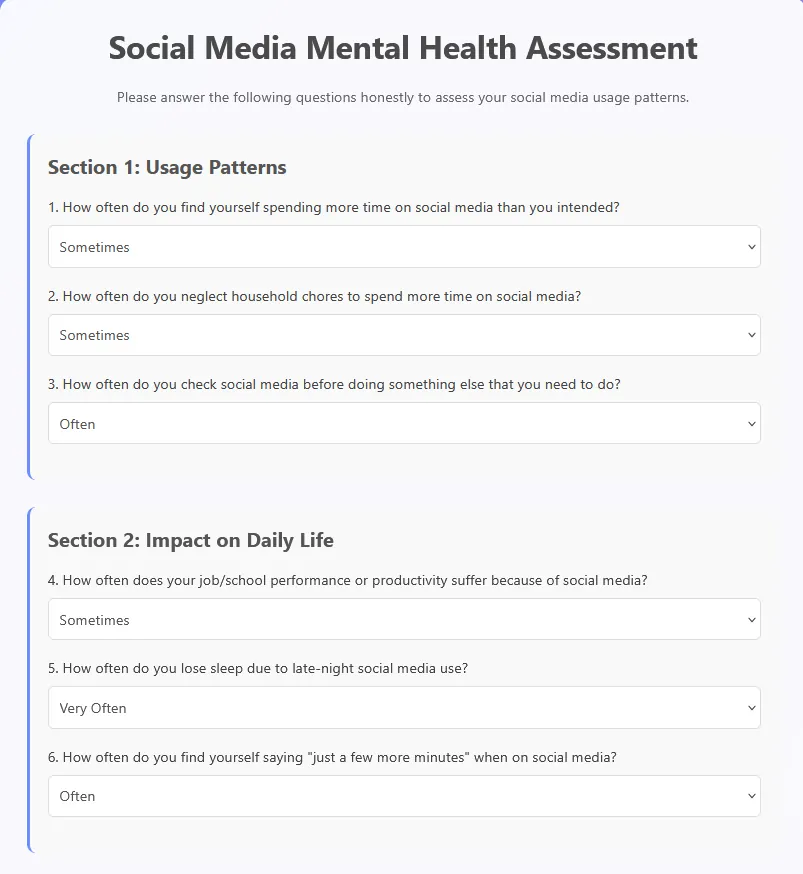 Social Media Mental Health Assessment
Please answer the following questions honestly to assess your social media usage patterns.
Section 1: Usage Patterns
1. How often do you find yourself spending more time on social media than you intended?
Sometimes
2. How often do you neglect household chores to spend more time on social media?
Sometimes
3. How often do you check social media before doing something else that you need to do?
Often
Section 2: Impact on Daily Life
4. How often does your job/school performance or productivity suffer because of social media?
Sometimes
5. How often do you lose sleep due to late-night social media use?
Very Often
6. How often do you find yourself saying "just a few more minutes" when on social media?
Often